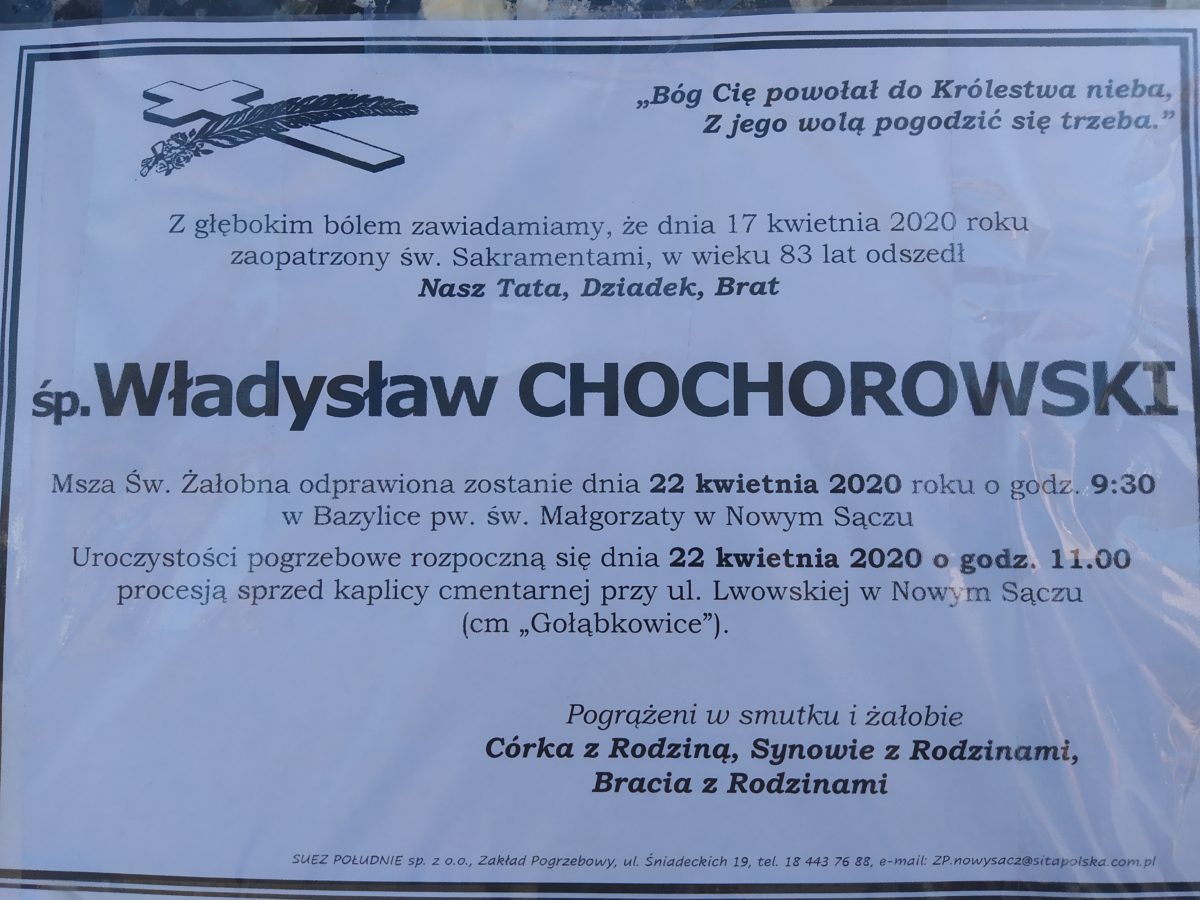 „Bóg Cię powołał do Królestwa nieba,
Z jego wolą pogodzić się trzeba.”
Z głębokim bólem zawiadamiamy, że dnia 17 kwietnia 2020 roku
zaopatrzony św. Sakramentami, w wieku 83 lat odszedł
Nasz Tata, Dziadek, Brat
śp. Władysław CHOCHOROWSKI
Msza Św. Żałobna odprawiona zostanie dnia 22 kwietnia 2020 roku o godz. 9:30
w Bazylice pw. św. Małgorzaty w Nowym Sączu
Uroczystości pogrzebowe rozpoczną się dnia 22 kwietnia 2020 o godz. 11.00
procesją sprzed kaplicy cmentarnej przy ul. Lwowskiej w Nowym Sączu
(cm „Gołąbkowice”).
Pogrążeni w smutku i żałobie
Córka z Rodziną, Synowie z Rodzinami,
Bracia z Rodzinami
SUEZ POŁUDNIE sp. z o.o., Zakład Pogrzebowy, ul. Śniadeckich 19, tel. 18 443 76 88, e-mail: ZP.nowysacz@sitapolska.com.pl